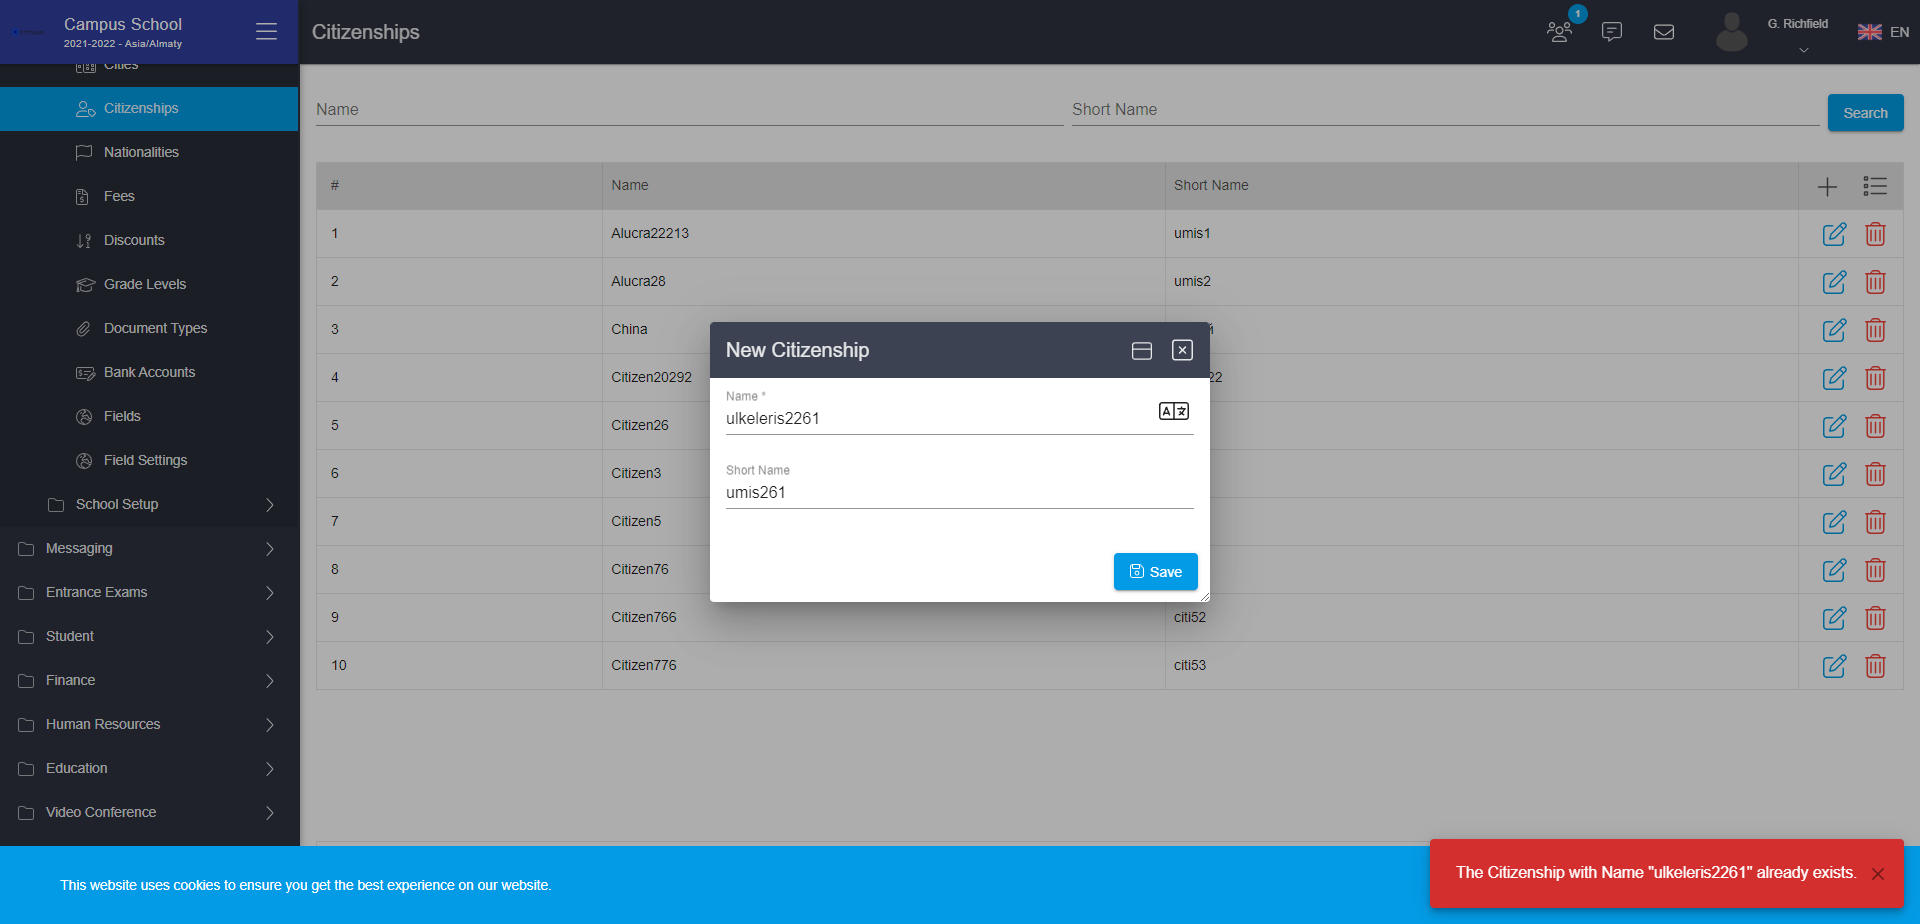 Campus School
2021-2022 - Asia/Almaty
Citizenships
1
G. Richfield
EN
Cities
Citizenships
Nationalities
Fees
Discounts
Grade Levels
Document Types
Bank Accounts
Fields
Field Settings
School Setup
Messaging
Entrance Exams
Student
Finance
Human Resources
Education
Video Conference
Name Short Name Search
# Name Short Name
1 Alucra22213 umis1
2 Alucra28 umis2
3 China
4 Citizen20292 22
5 Citizen26
6 Citizen3
7 Citizen5
8 Citizen76
9 Citizen766 citi52
10 Citizen776 citi53
New Citizenship
Name *
ulkeleris2261
Short Name
umis261
Save
This website uses cookies to ensure you get the best experience on our website.
The Citizenship with Name "ulkeleris2261" already exists.